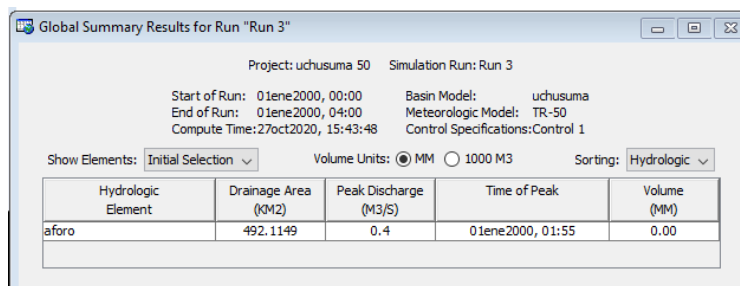 Global Summary Results for Run "Run 3"
Project: uchusuma 50 Simulation Run: Run 3
Start of Run: 01ene2000, 00:00 Basin Model: uchusuma
End of Run: 01ene2000, 04:00 Meteorologic Model: TR-50
Compute Time:27oct2020, 15:43:48 Control Specifications:Control 1
Show Elements: Initial Selection Volume Units: MM 1000 M3 Sorting: Hydrologic
Hydrologic Drainage Area Peak Discharge Time of Peak Volume
Element (KM2) (M3/S) (MM)
aforo 492.1149 0.4 01ene2000, 01:55 0.00